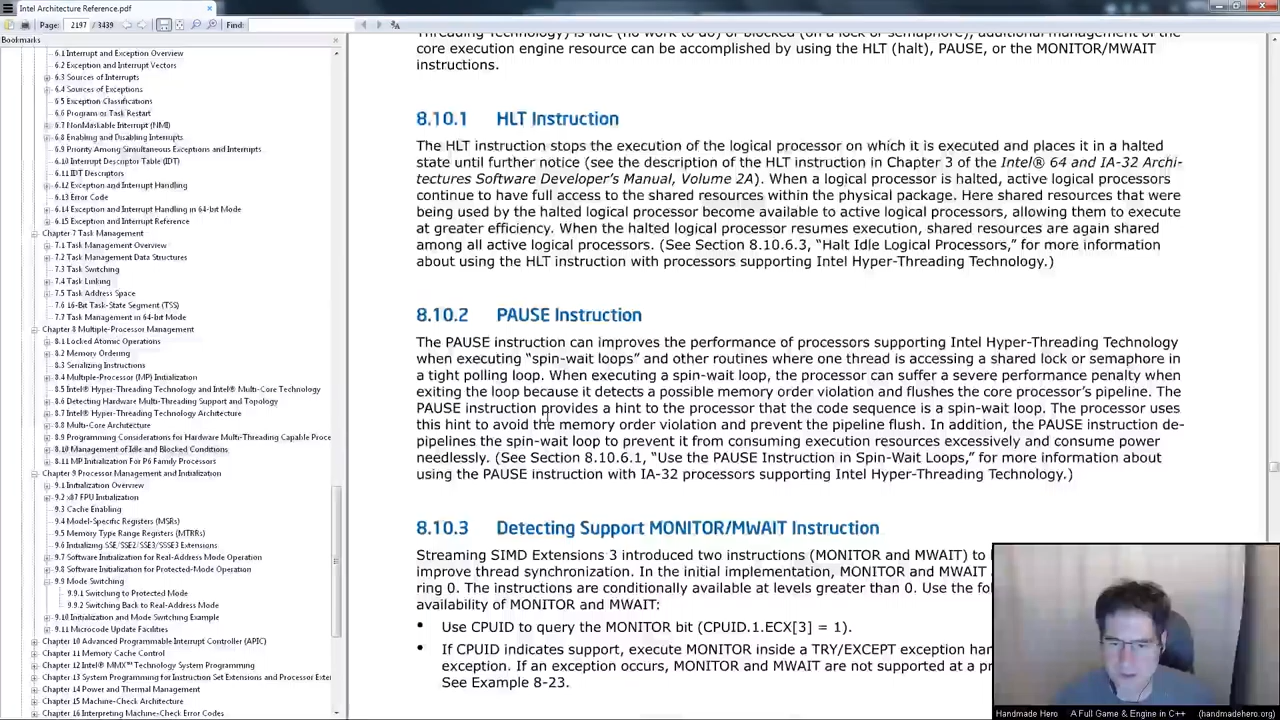 Intel Architecture Reference.pdf
Page: 2197 / 3439
Find:
Bookmarks
6.1 Interrupt and Exception Overview
6.2 Exception and Interrupt Vectors
6.3 Sources of Interrupts
6.4 Sources of Exceptions
6.5 Exception Classifications
6.6 Program or Task Restart
6.7 NonMaskable Interrupt (NMI)
6.8 Enabling and Disabling Interrupts
6.9 Priority Among Simultaneous Exceptions and Interrupts
6.10 Interrupt Descriptor Table (IDT)
6.11 IDT Descriptors
6.12 Exception and Interrupt Handling
6.13 Error Code
6.14 Exception and Interrupt Handling in 64-bit Mode
6.15 Exception and Interrupt Reference
Chapter 7 Task Management
7.1 Task Management Overview
7.2 Task Management Data Structures
7.3 Task Switching
7.4 Task Linking
7.5 Task Address Space
7.6 16-Bit Task-State Segment (TSS)
7.7 Task Management in 64-bit Mode
Chapter 8 Multiple-Processor Management
8.1 Locked Atomic Operations
8.2 Memory Ordering
8.3 Serializing Instructions
8.4 Multiple-Processor (MP) Initialization
8.5 Intel® Hyper-Threading Technology and Intel® Multi-Core Technology
8.6 Detecting Hardware Multi-Threading Support and Topology
8.7 Intel® Hyper-Threading Technology Architecture
8.8 Multi-Core Architecture
8.9 Programming Considerations for Hardware Multi-Threading Capable Proce
8.10 Management of Idle and Blocked Conditions
8.11 MP Initialization For P6 Family Processors
Chapter 9 Processor Management and Initialization
9.1 Initialization Overview
9.2 x87 FPU Initialization
9.3 Cache Enabling
9.4 Model-Specific Registers (MSRs)
9.5 Memory Type Range Registers (MTRRs)
9.6 Initializing SSE/SSE2/SSE3/SSSE3 Extensions
9.7 Software Initialization for Real-Address Mode Operation
9.8 Software Initialization for Protected-Mode Operation
9.9 Mode Switching
9.9.1 Switching to Protected Mode
9.9.2 Switching Back to Real-Address Mode
9.10 Initialization and Mode Switching Example
9.11 Microcode Update Facilities
Chapter 10 Advanced Programmable Interrupt Controller (APIC)
Chapter 11 Memory Cache Control
Chapter 12 Intel® MMX™ Technology System Programming
Chapter 13 System Programming for Instruction Set Extensions and Processor Exter
Chapter 14 Power and Thermal Management
Chapter 15 Machine-Check Architecture
Chapter 16 Interpreting Machine-Check Error Codes
Threading Technology) is idle (no work to do) or blocked (on a lock or semaphore), additional management of the
core execution engine resource can be accomplished by using the HLT (halt), PAUSE, or the MONITOR/MWAIT
instructions.
8.10.1 HLT Instruction
The HLT instruction stops the execution of the logical processor on which it is executed and places it in a halted
state until further notice (see the description of the HLT instruction in Chapter 3 of the Intel® 64 and IA-32 Archi-
tectures Software Developer's Manual, Volume 2A). When a logical processor is halted, active logical processors
continue to have full access to the shared resources within the physical package. Here shared resources that were
being used by the halted logical processor become available to active logical processors, allowing them to execute
at greater efficiency. When the halted logical processor resumes execution, shared resources are again shared
among all active logical processors. (See Section 8.10.6.3, “Halt Idle Logical Processors,” for more information
about using the HLT instruction with processors supporting Intel Hyper-Threading Technology.)
8.10.2 PAUSE Instruction
The PAUSE instruction can improves the performance of processors supporting Intel Hyper-Threading Technology
when executing “spin-wait loops” and other routines where one thread is accessing a shared lock or semaphore in
a tight polling loop. When executing a spin-wait loop, the processor can suffer a severe performance penalty when
exiting the loop because it detects a possible memory order violation and flushes the core processor's pipeline. The
PAUSE instruction provides a hint to the processor that the code sequence is a spin-wait loop. The processor uses
this hint to avoid the memory order violation and prevent the pipeline flush. In addition, the PAUSE instruction de-
pipelines the spin-wait loop to prevent it from consuming execution resources excessively and consume power
needlessly. (See Section 8.10.6.1, “Use the PAUSE Instruction in Spin-Wait Loops,” for more information about
using the PAUSE instruction with IA-32 processors supporting Intel Hyper-Threading Technology.)
8.10.3 Detecting Support MONITOR/MWAIT Instruction
Streaming SIMD Extensions 3 introduced two instructions (MONITOR and MWAIT) to
improve thread synchronization. In the initial implementation, MONITOR and MWAIT
ring 0. The instructions are conditionally available at levels greater than 0. Use the fo
availability of MONITOR and MWAIT:
• Use CPUID to query the MONITOR bit (CPUID.1.ECX[3] = 1).
• If CPUID indicates support, execute MONITOR inside a TRY/EXCEPT exception han
exception. If an exception occurs, MONITOR and MWAIT are not supported at a pr
See Example 8-23.
Handmade Hero A Full Game & Engine in C++ (handmadehero.org)